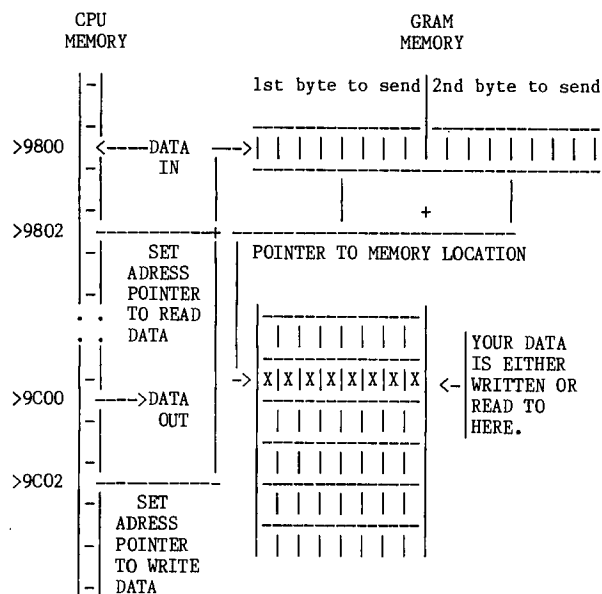 CPU GRAM
MEMORY MEMORY
1st byte to send 2nd byte to send
>9800 DATA
IN
+
>9802
SET POINTER TO MEMORY LOCATION
ADRESS
POINTER
TO READ
DATA
YOUR DATA
IS EITHER
X X X X X X X X WRITTEN OR
READ TO
HERE.
>9C00 DATA
OUT
>9C02
SET
ADRESS
POINTER
TO WRITE
DATA